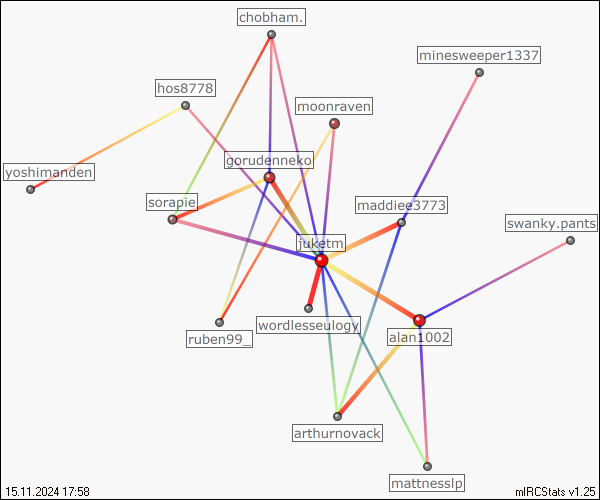 chobham.
minesweeper1337
hos8778
moonraven
gorudenneko
yoshimanden
sorapie
maddiee3773
swanky.pants
juketm
wordlesseulogy
ruben99_
alan1002
arthurnovack
mattnesslp
15.11.2024 17:58
mIRCStats v1.25